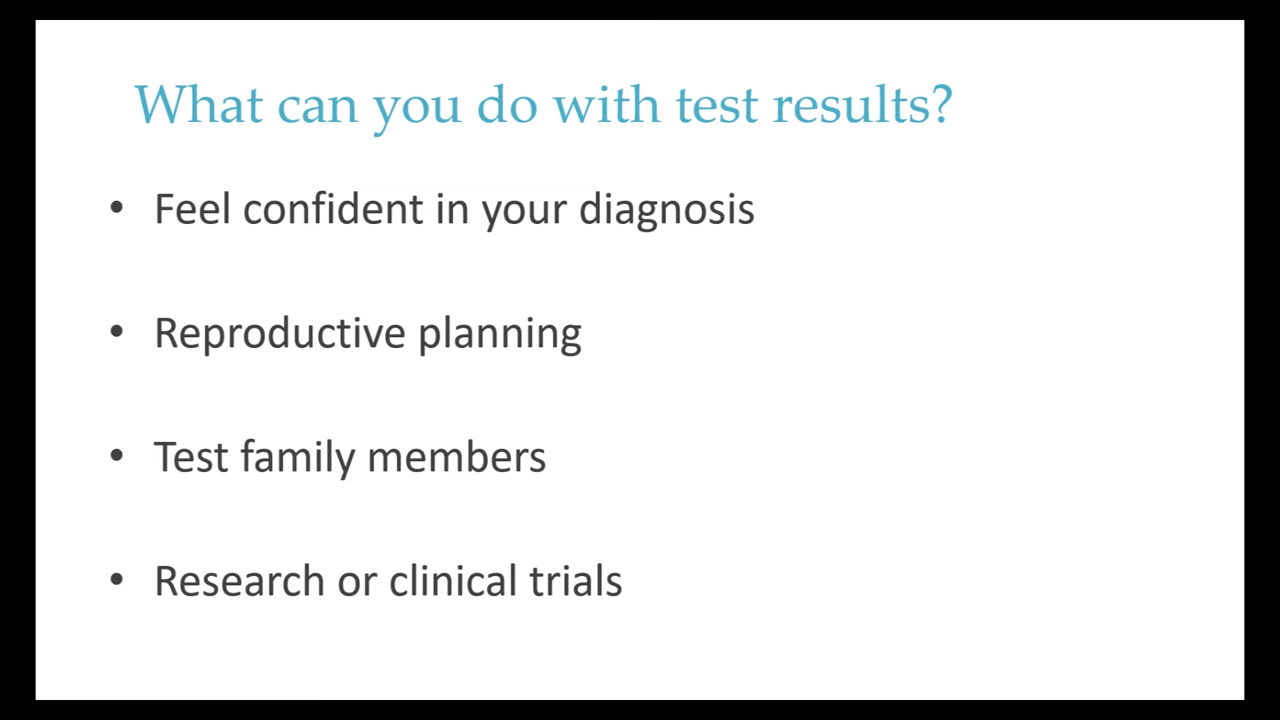 What can you do with test results?
• Feel confident in your diagnosis
• Reproductive planning
• Test family members
• Research or clinical trials